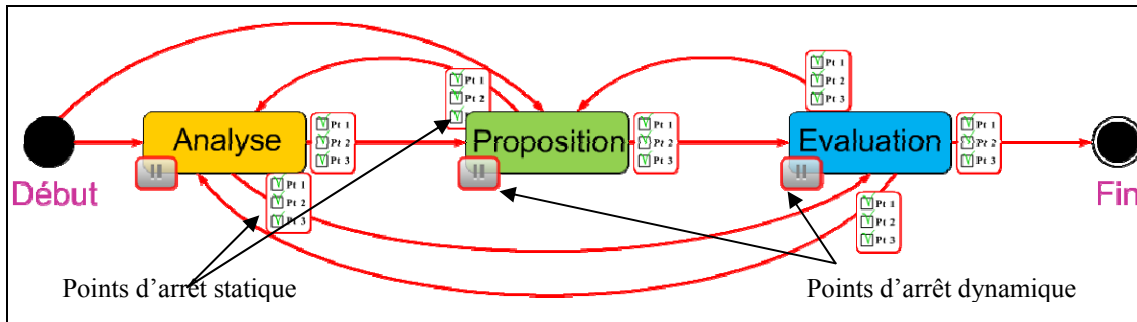 Pt 1
Pt 2
Pt 3
Pt 1
Pt 2
Analyse
Pt 1
Pt 2
Pt 3
Proposition
Pt 1
Pt 2
Pt 3
Evaluation
Pt 1
Pt 2
Pt 3
Début
Fin
Pt 1
Pt 2
Pt 3
Pt 1
Pt 2
Pt 3
Points d'arrêt statique
Points d'arrêt dynamique